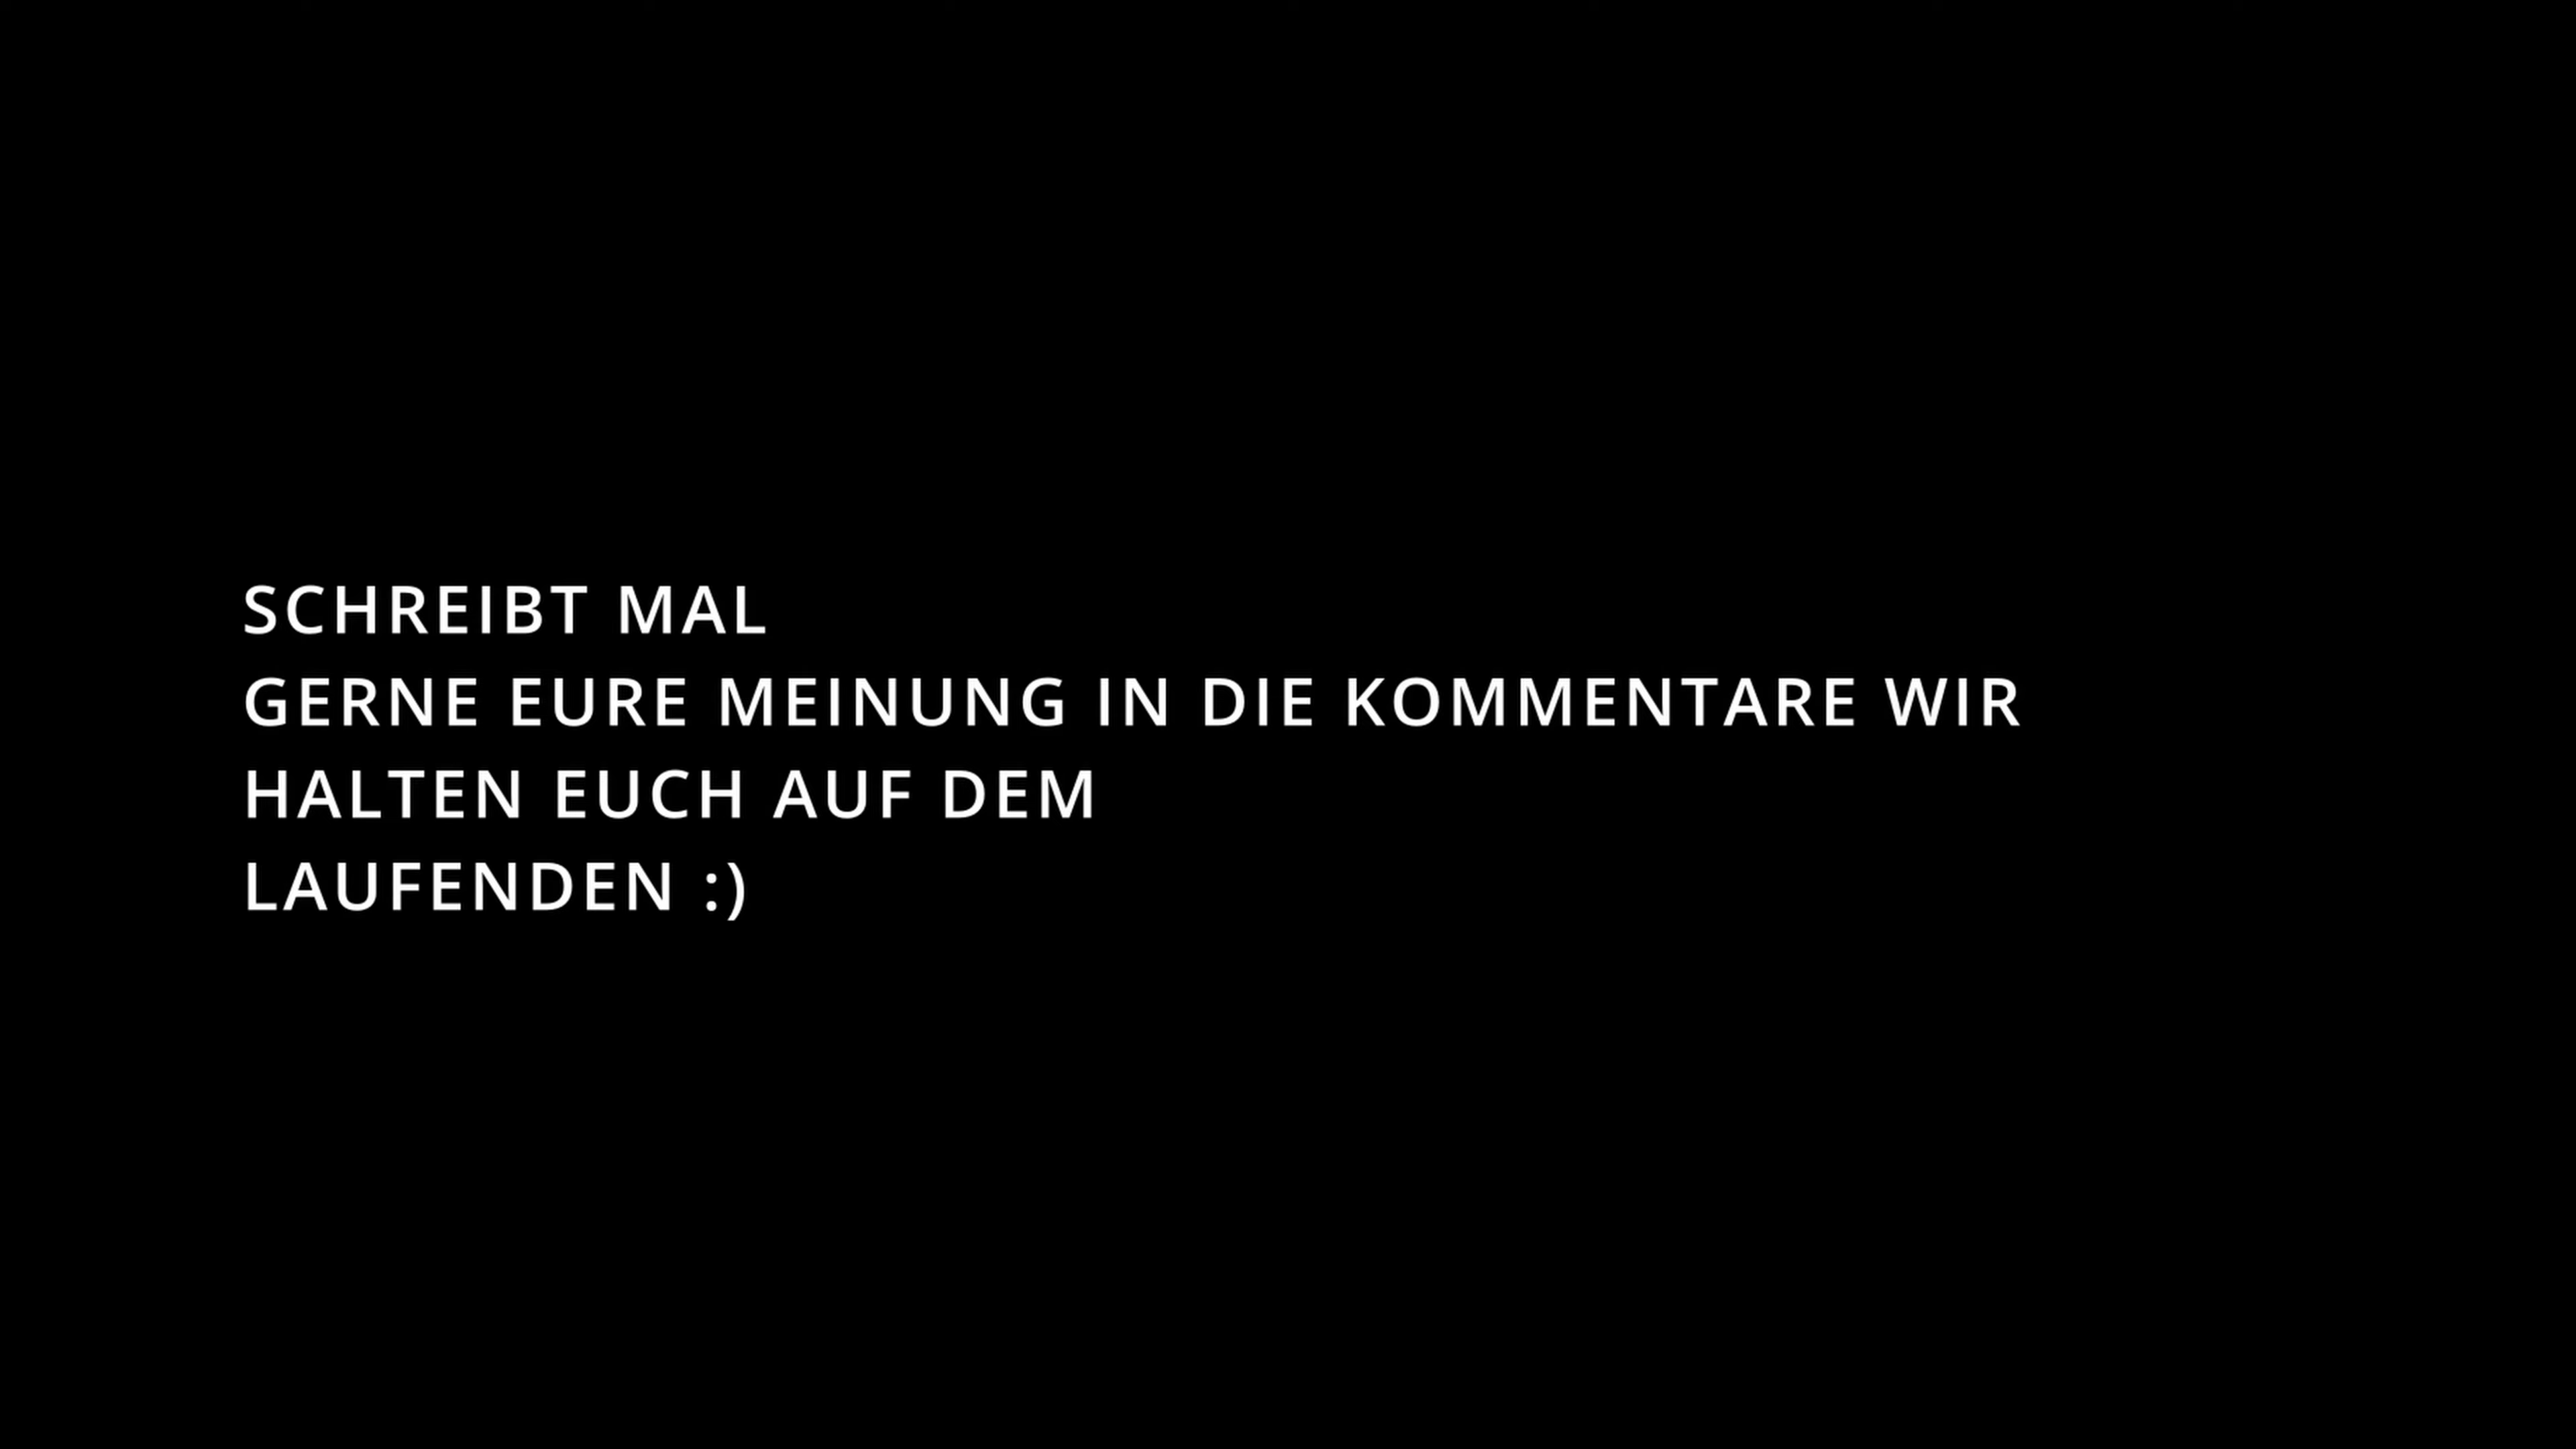 SCHREIBT MAL
GERNE EURE MEINUNG IN DIE KOMMENTARE WIR
HALTEN EUCH AUF DEM
LAUFENDEN :)